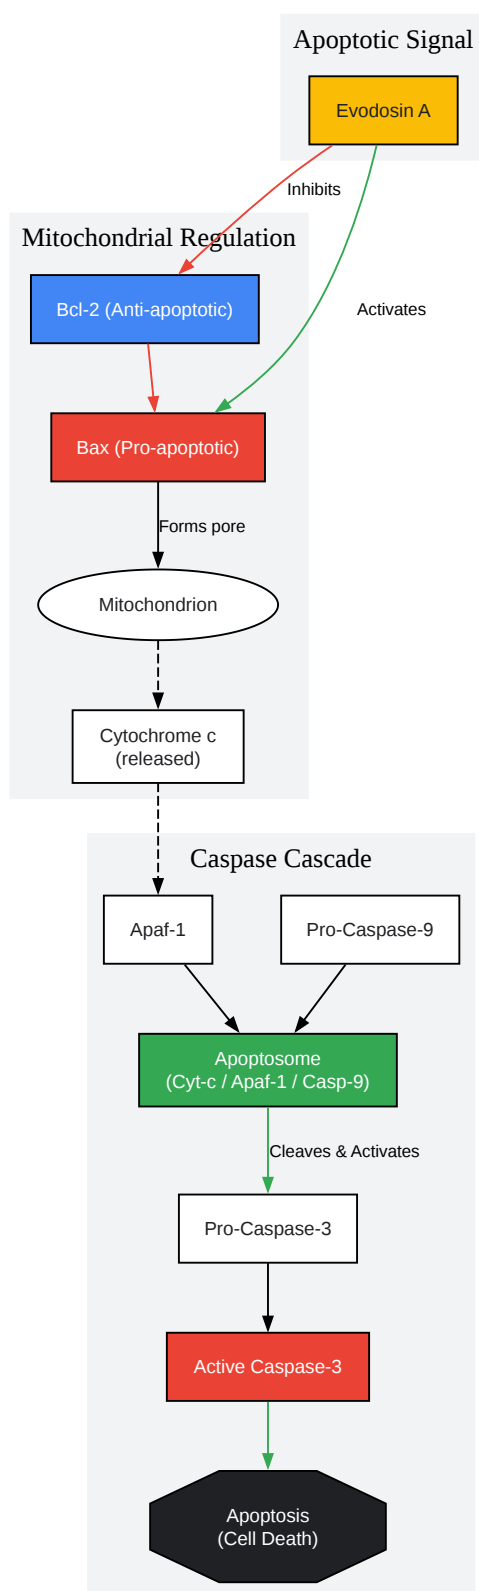 Apoptotic Signal
Evodosin A
Inhibits
Mitochondrial Regulation
Bcl-2 (Anti-apoptotic)
Activates
Bax (Pro-apoptotic)
Forms pore
Mitochondrion
Cytochrome c
(released)
Caspase Cascade
Apaf-1
Pro-Caspase-9
Apoptosome
(Cyt-c / Apaf-1 / Casp-9)
Cleaves & Activates
Pro-Caspase-3
Active Caspase-3
Apoptosis
(Cell Death)